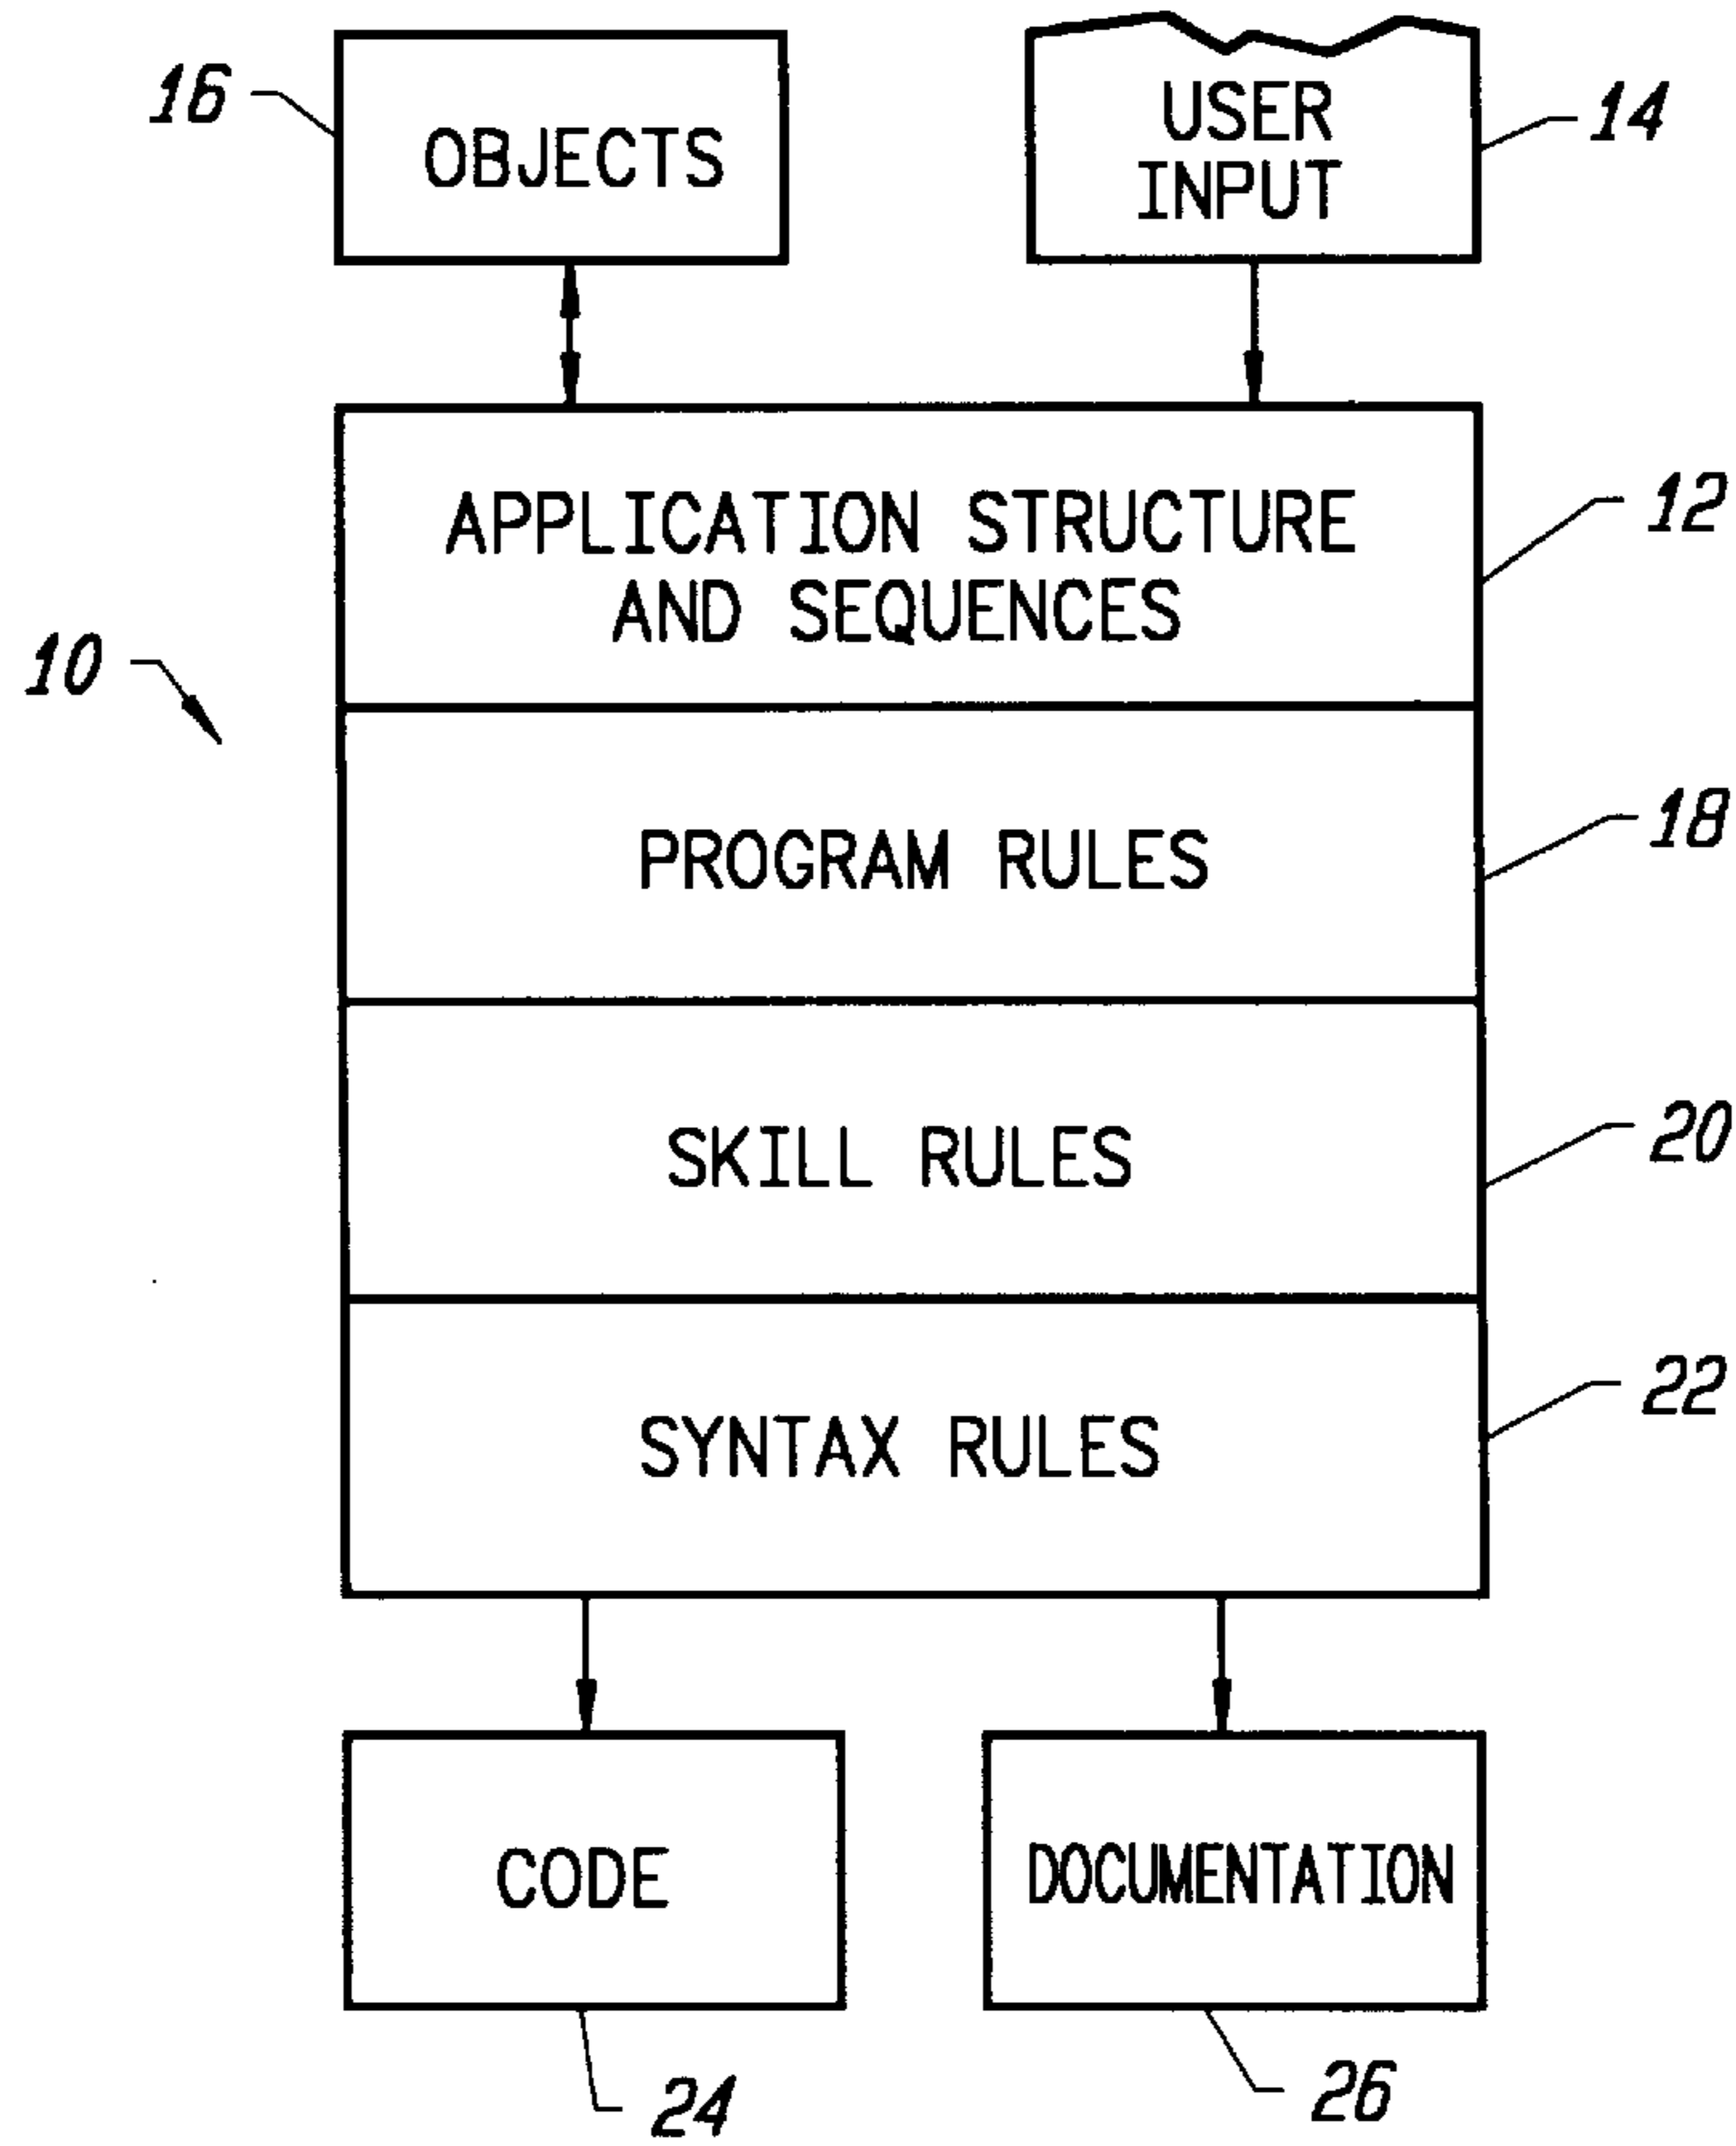 16
OBJECTS
USER
INPUT
14
APPLICATION STRUCTURE
AND SEQUENCES
12
10
PROGRAM RULES
18
SKILL RULES
20
SYNTAX RULES
22
CODE
DOCUMENTATION
24
26